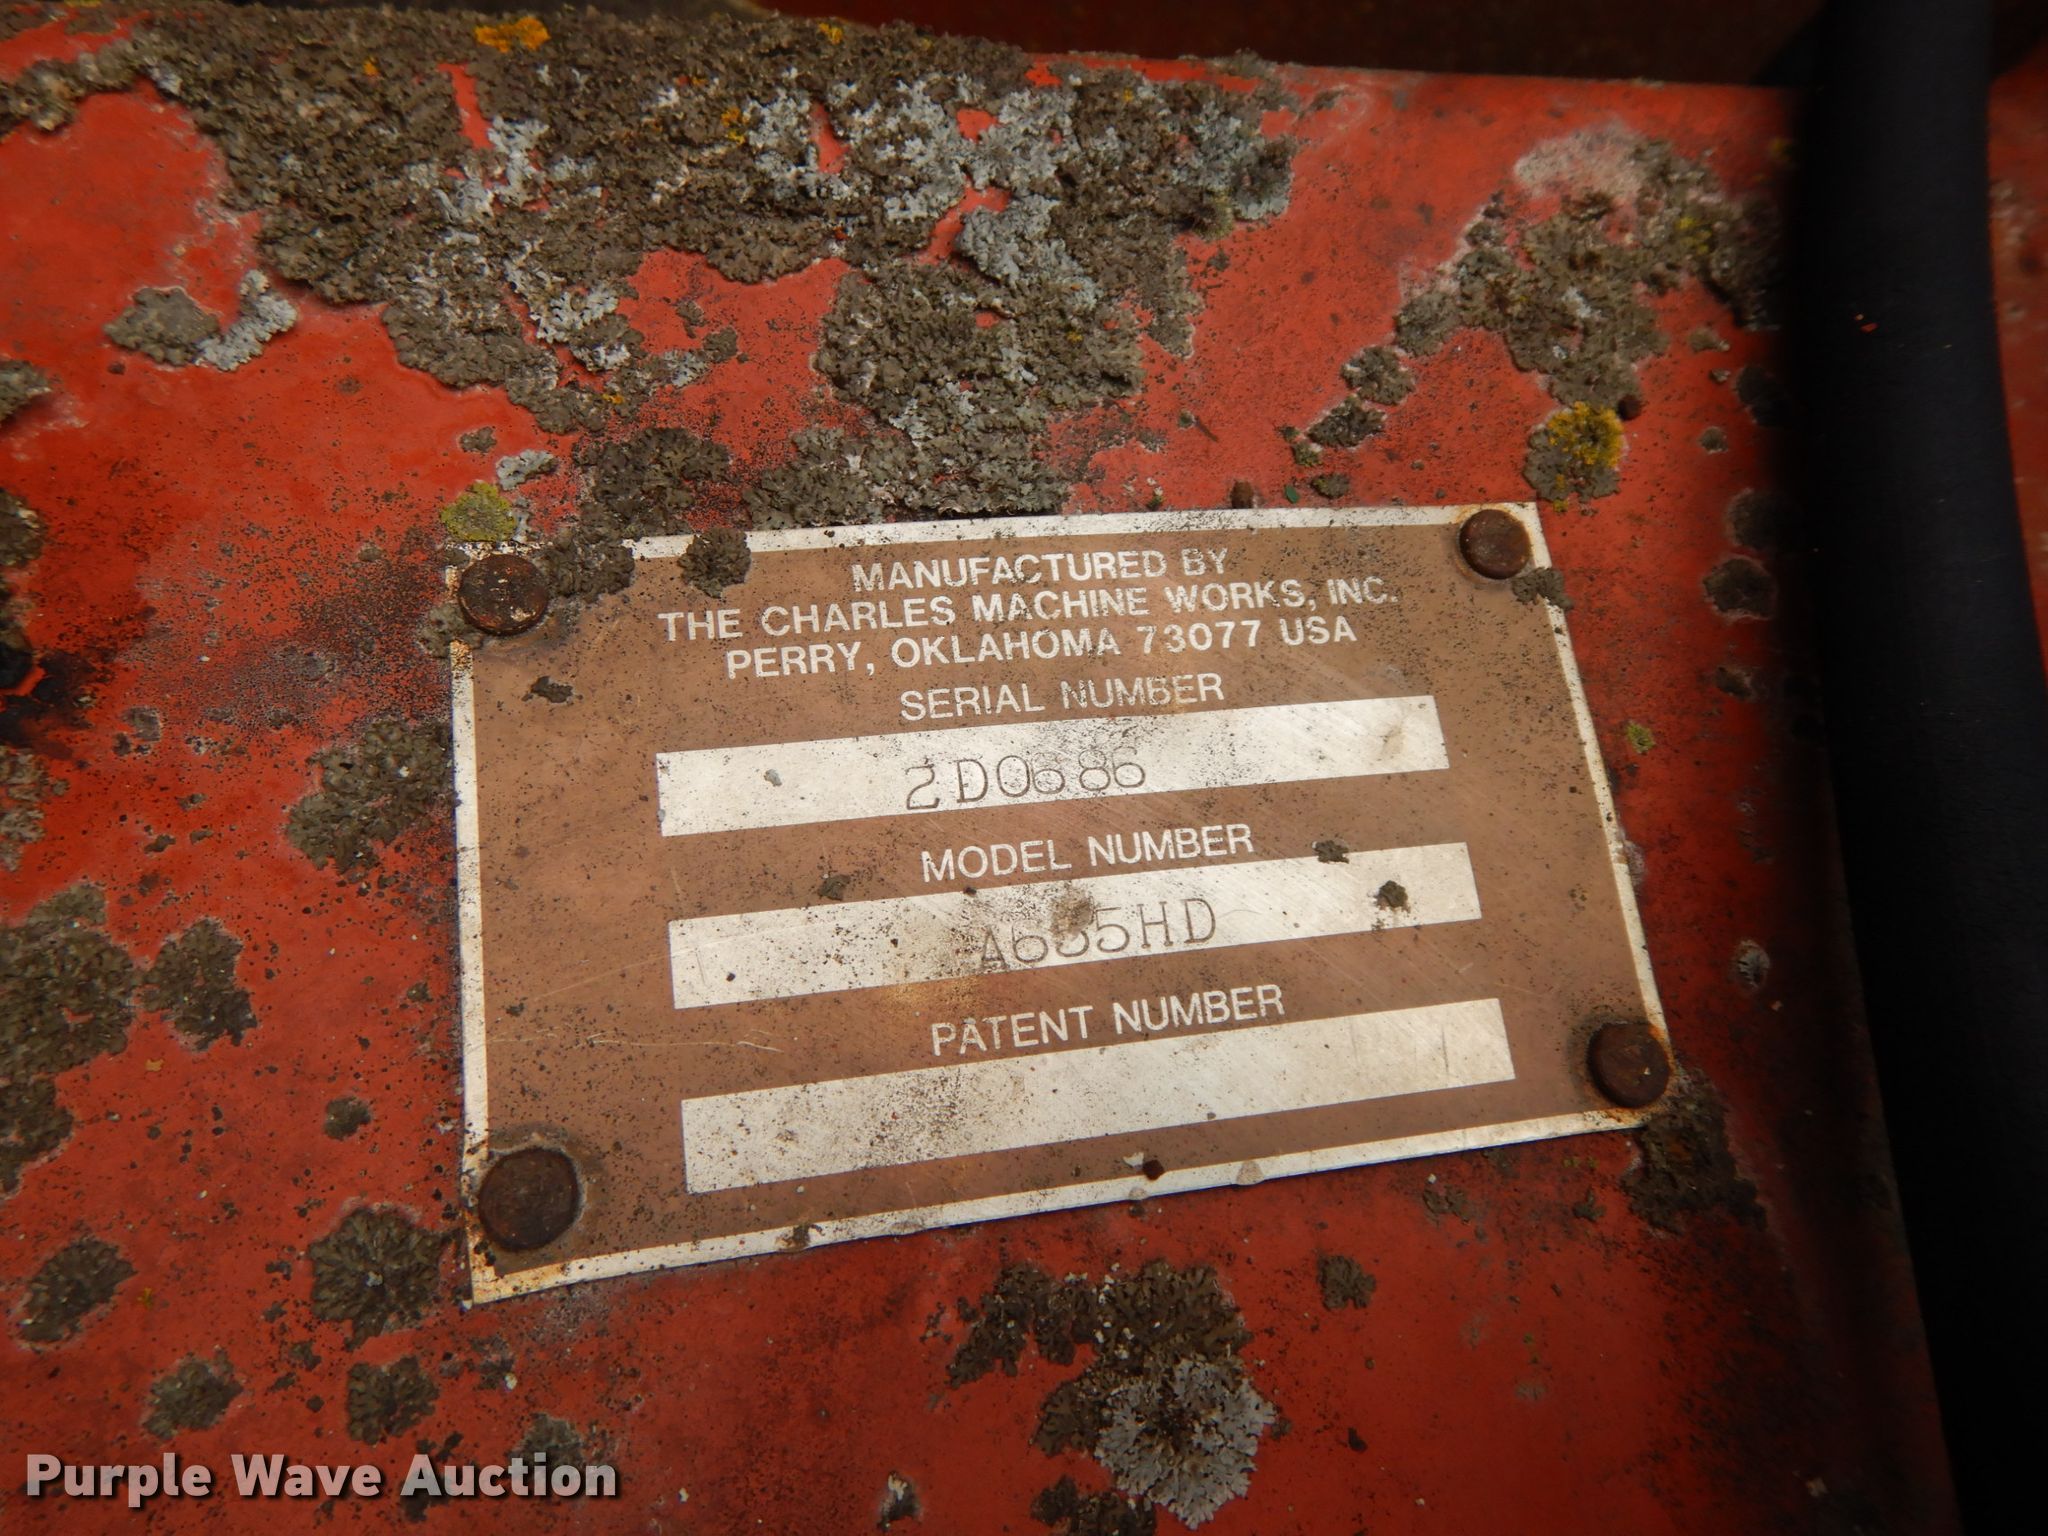 MANUFACTURED BY
THE CHARLES MACHINE WORKS, INC.
PERRY, OKLAHOMA 73077 USA
SERIAL NUMBER
2D0686
MODEL NUMBER
PATENT NUMBER
Purple Wave Auction